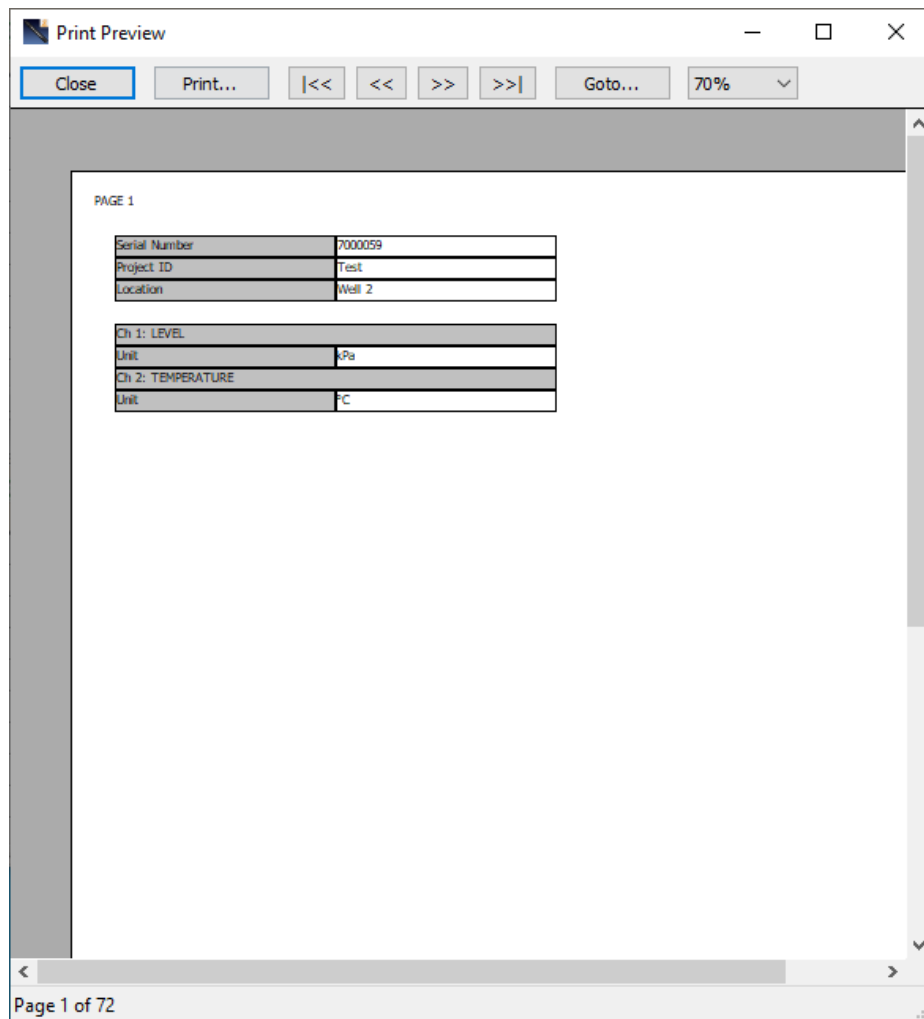 Print Preview
Close Print... |<< << >> >>| Goto... 70%
PAGE 1
Serial Number 7000059
Project ID Test
Location Well 2
Ch 1: LEVEL
Unit kPa
Ch 2: TEMPERATURE
Unit °C
Page 1 of 72